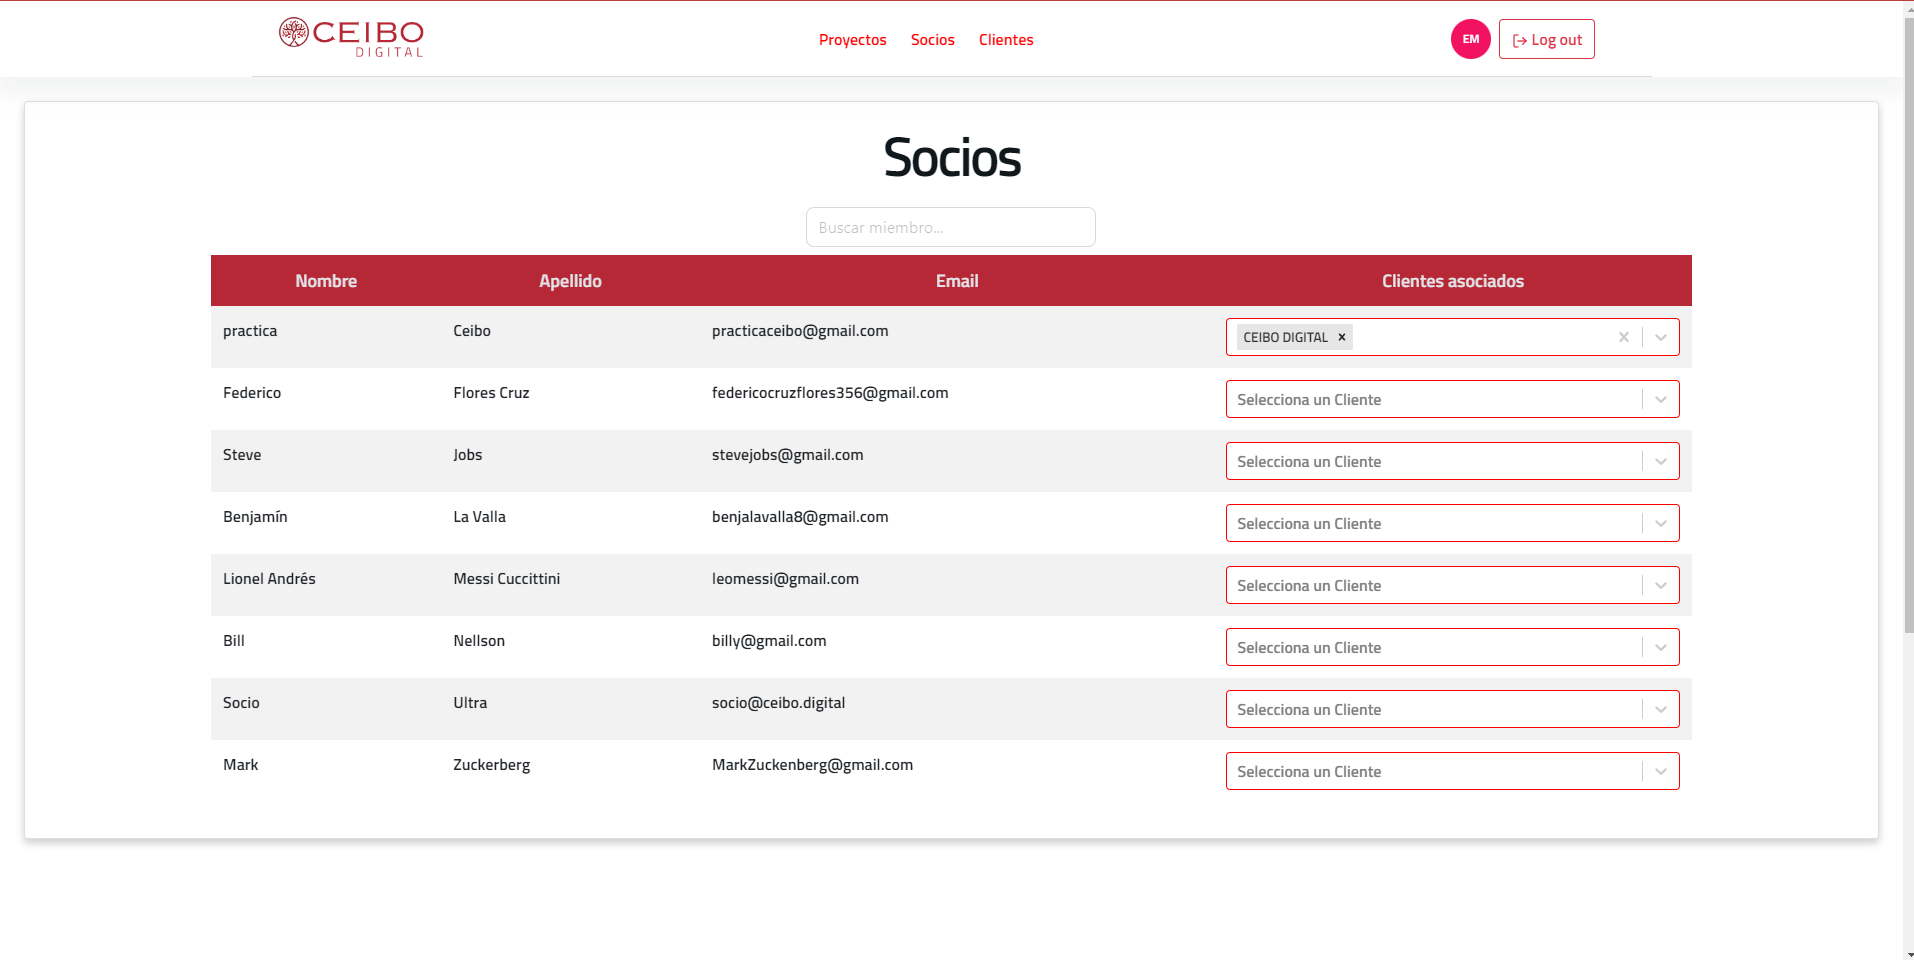 CEIBO
DIGITAL
Proyectos Socios Clientes
EM
Log out
Socios
Buscar miembro...
Nombre Apellido Email Clientes asociados
practica Ceibo practicaceibo@gmail.com CEIBO DIGITAL
Federico Flores Cruz federicocruzflores356@gmail.com Selecciona un Cliente
Steve Jobs stevejobs@gmail.com Selecciona un Cliente
Benjamín La Valla benjalavalla8@gmail.com Selecciona un Cliente
Lionel Andrés Messi Cuccittini leomessi@gmail.com Selecciona un Cliente
Bill Nellson billy@gmail.com Selecciona un Cliente
Socio Ultra socio@ceibo.digital Selecciona un Cliente
Mark Zuckerberg MarkZuckenberg@gmail.com Selecciona un Cliente